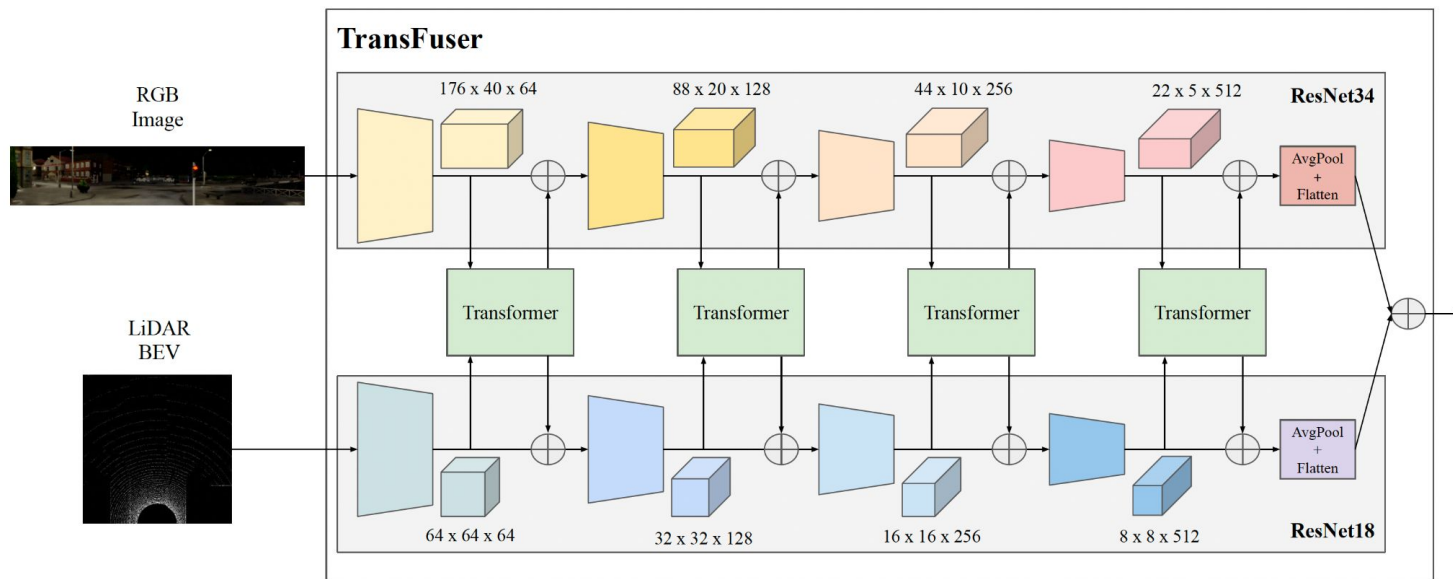 TransFuser
RGB
Image
176 x 40 x 64
88 x 20 x 128
44 x 10 x 256
22 x 5 x 512
ResNet34
AvgPool
+
Flatten
Transformer
Transformer
Transformer
Transformer
LiDAR
BEV
64 x 64 x 64
32 x 32 x 128
16 x 16 x 256
8 x 8 x 512
AvgPool
+
Flatten
ResNet18